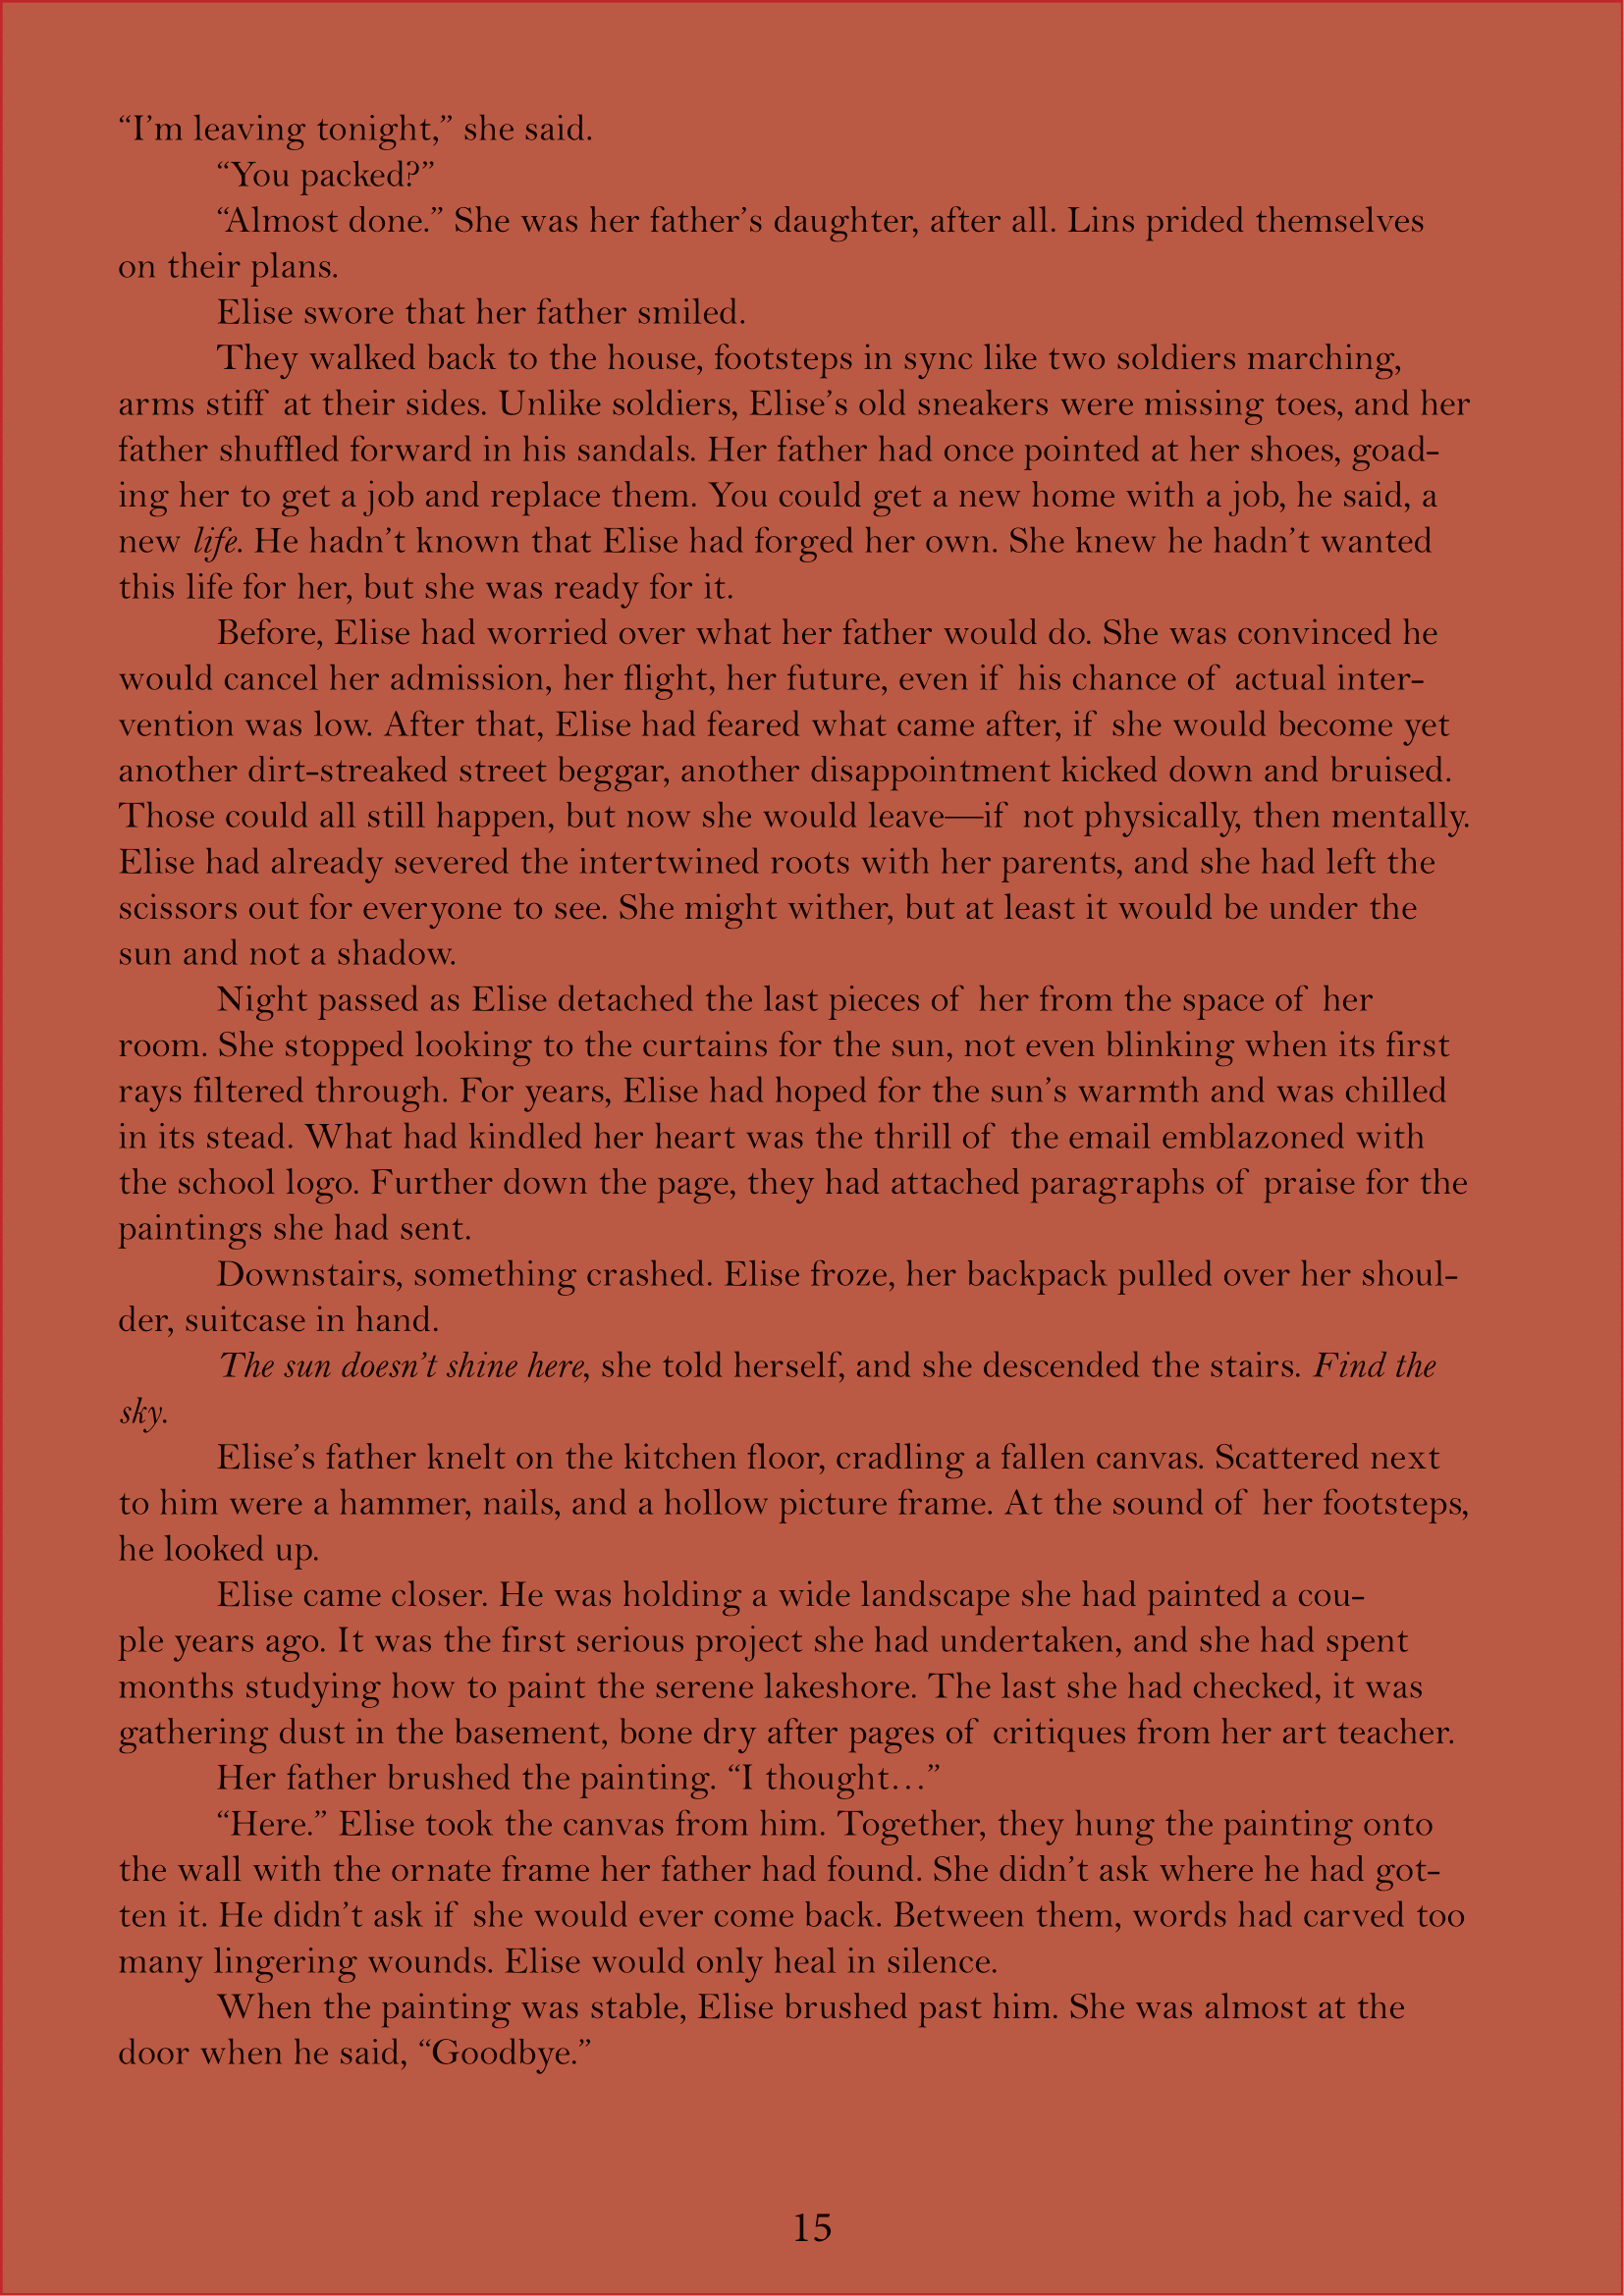 “I’m leaving tonight,” she said.
“You packed?”
“Almost done.” She was her father’s daughter, after all. Lins prided themselves
on their plans.
Elise swore that her father smiled.
They walked back to the house, footsteps in sync like two soldiers marching,
arms stiff at their sides. Unlike soldiers, Elise’s old sneakers were missing toes, and her
father shuffled forward in his sandals. Her father had once pointed at her shoes, goad-
ing her to get a job and replace them. You could get a new home with a job, he said, a
new life. He hadn’t known that Elise had forged her own. She knew he hadn’t wanted
this life for her, but she was ready for it.
Before, Elise had worried over what her father would do. She was convinced he
would cancel her admission, her flight, her future, even if his chance of actual inter-
vention was low. After that, Elise had feared what came after, if she would become yet
another dirt-streaked street beggar, another disappointment kicked down and bruised.
Those could all still happen, but now she would leave—if not physically, then mentally.
Elise had already severed the intertwined roots with her parents, and she had left the
scissors out for everyone to see. She might wither, but at least it would be under the
sun and not a shadow.
Night passed as Elise detached the last pieces of her from the space of her
room. She stopped looking to the curtains for the sun, not even blinking when its first
rays filtered through. For years, Elise had hoped for the sun’s warmth and was chilled
in its stead. What had kindled her heart was the thrill of the email emblazoned with
the school logo. Further down the page, they had attached paragraphs of praise for the
paintings she had sent.
Downstairs, something crashed. Elise froze, her backpack pulled over her shoul-
der, suitcase in hand.
The sun doesn’t shine here, she told herself, and she descended the stairs. Find the
sky.
Elise’s father knelt on the kitchen floor, cradling a fallen canvas. Scattered next
to him were a hammer, nails, and a hollow picture frame. At the sound of her footsteps,
he looked up.
Elise came closer. He was holding a wide landscape she had painted a cou-
ple years ago. It was the first serious project she had undertaken, and she had spent
months studying how to paint the serene lakeshore. The last she had checked, it was
gathering dust in the basement, bone dry after pages of critiques from her art teacher.
Her father brushed the painting. “I thought…”
“Here.” Elise took the canvas from him. Together, they hung the painting onto
the wall with the ornate frame her father had found. She didn’t ask where he had got-
ten it. He didn’t ask if she would ever come back. Between them, words had carved too
many lingering wounds. Elise would only heal in silence.
When the painting was stable, Elise brushed past him. She was almost at the
door when he said, “Goodbye.”
15